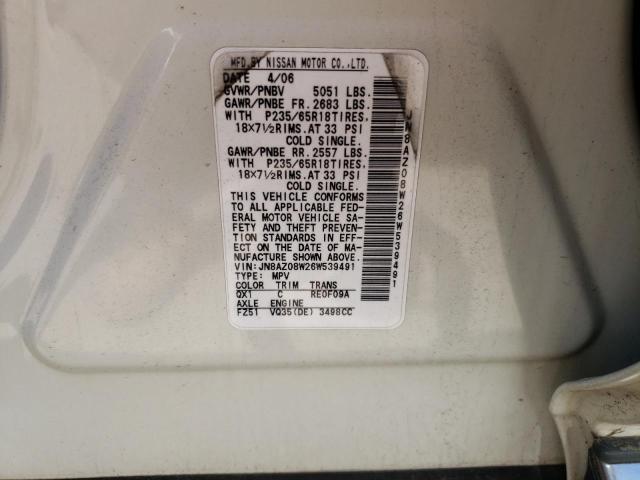 MFD.BY NISSAN MOTOR CO.,LTD.
DATE 4/06
GVWR/PNBV 5051 LBS.
GAWR/PNBE FR. 2683 LBS.
WITH P235/65R18TIRES.
18X7½RIMS.AT 33 PSI
COLD SINGLE.
GAWR/PNBE RR. 2557 LBS.
WITH P235/65R18TIRES.
18X7½RIMS.AT 33 PSI
COLD SINGLE.
THIS VEHICLE CONFORMS
TO ALL APPLICABLE FED-
ERAL MOTOR VEHICLE SA-
FETY AND THEFT PREVEN-
TION STANDARDS IN EFF-
ECT ON THE DATE OF MA-
NUFACTURE SHOWN ABOVE.
VIN:JN8AZ08W26W539491
TYPE: MPV
COLOR TRIM TRANS
QX1 C RE0F09A
AXLE ENGINE
FZ51 VQ35(DE) 3498CC
JN8AZ08W26W539491